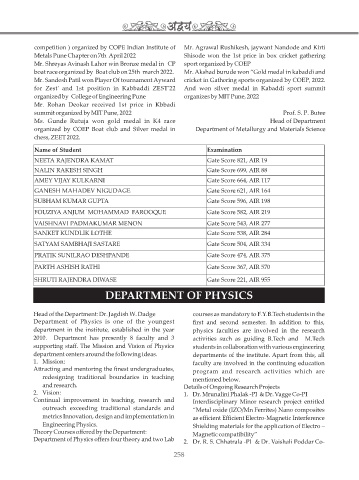 अद्वैत
competition ) organized by COPE Indian Institute of
Metals Pune Chapter on 7th April 2022
Mr. Shreyas Avinash Lahor win Bronze medal in CP
boat race organized by Boat club on 25th march 2022.
Mr. Sandesh Patil won Player Of tournament Ayward
for Zest' and 1st position in Kabbaddi ZEST'22
organized by College of Engineering Pune
Mr. Rohan Deokar received 1st price in Kbbadi
summit organized by MIT Pune, 2022
Ms. Gunde Rutuja won gold medal in K4 race
organized by COEP Boat club and Silver medal in
chess, ZEET 2022.
Mr. Agrawal Rushikesh, jaywant Nandode and Kirti
Shisode won the 1st price in box cricket gathering
sport organized by COEP
Mr. Akahad burude won "Gold medal in kabaddi and
cricket in Gathering sports organized by COEP, 2022.
And won silver medal in Kabaddi sport summit
organizes by MIT Pune, 2022
Prof. S. P. Butee
Head of Department
Department of Metallurgy and Materials Science
Name of Student Examination
NEETA RAJENDRA KAMAT Gate Score 821, AIR 19
NALIN RAKESH SINGH Gate Score 699, AIR 88
AMEY VIJAY KULKARNI Gate Score 664, AIR 117
GANESH MAHADEV NIGUDAGE Gate Score 621, AIR 164
SUBHAM KUMAR GUPTA Gate Score 596, AIR 198
FOUZIYA ANJUM MOHAMMAD FAROOQUE Gate Score 582, AIR 219
VAISHNAVI PADMAKUMAR MENON Gate Score 543, AIR 277
SANKET KUNDLIK LOTHE Gate Score 538, AIR 284
SATYAM SAMBHAJI SASTARE Gate Score 504, AIR 334
PRATIK SUNILRAO DESHPANDE Gate Score 474, AIR 375
PARTH ASHISH RATHI Gate Score 367, AIR 570
SHRUTI RAJENDRA DIWASE Gate Score 221, AIR 955
DEPARTMENT OF PHYSICS
Head of the Department: Dr. Jagdish W. Dadge
Department of Physics is one of the youngest
department in the institute, established in the year
2010. Department has presently 8 faculty and 3
supporting staff. The Mission and Vision of Physics
department centers around the following ideas.
1. Mission:
Attracting and mentoring the finest undergraduates,
redesigning traditional boundaries in teaching
and research.
2. Vision:
Continual improvement in teaching, research and
outreach exceeding traditional standards and
metrics Innovation, design and implementation in
Engineering Physics.
Theory Courses offered by the Department:
Department of Physics offers four theory and two Lab
courses as mandatory to F.Y.B.Tech students in the
first and second semester. In addition to this,
physics faculties are involved in the research
activities such as guiding B.Tech and M.Tech
students in collaboration with various engineering
departments of the institute. Apart from this, all
faculty are involved in the continuing education
program and research activities which are
mentioned below.
Details of Ongoing Research Projects
1. Dr. Mrunalini Phalak -PI & Dr. Vagge Co-PI
Interdisciplinary Minor research project entitled
"Metal oxide (IZO/Mn Ferrites) Nano composites
as efficient Efficient Electro-Magnetic Interference
Shielding materials for the application of Electro –
Magnetic compatibility"
2. Dr. R. S. Chhatrala -PI & Dr. Vaishali Poddar Co-
258